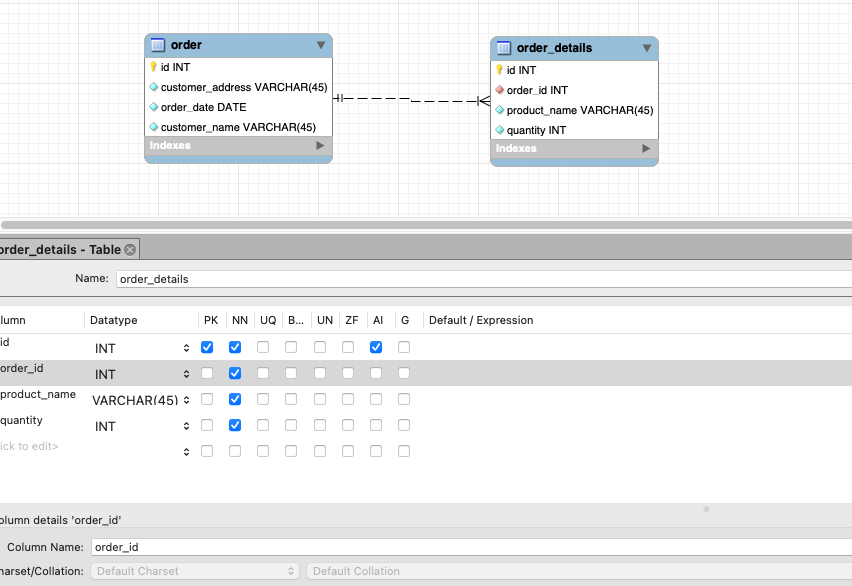 order
id INT
customer_address VARCHAR(45)
order_date DATE
customer_name VARCHAR(45)
Indexes
order_details
id INT
order_id INT
product_name VARCHAR(45)
quantity INT
Indexes
order_details - Table
Name: order_details
lumn Datatype PK NN UQ B... UN ZF AI G Default / Expression
id INT
order_id INT
product_name VARCHAR(45)
quantity INT
ick to edit>
olumn details 'order_id'
Column Name: order_id
harset/Collation: Default Charset Default Collation